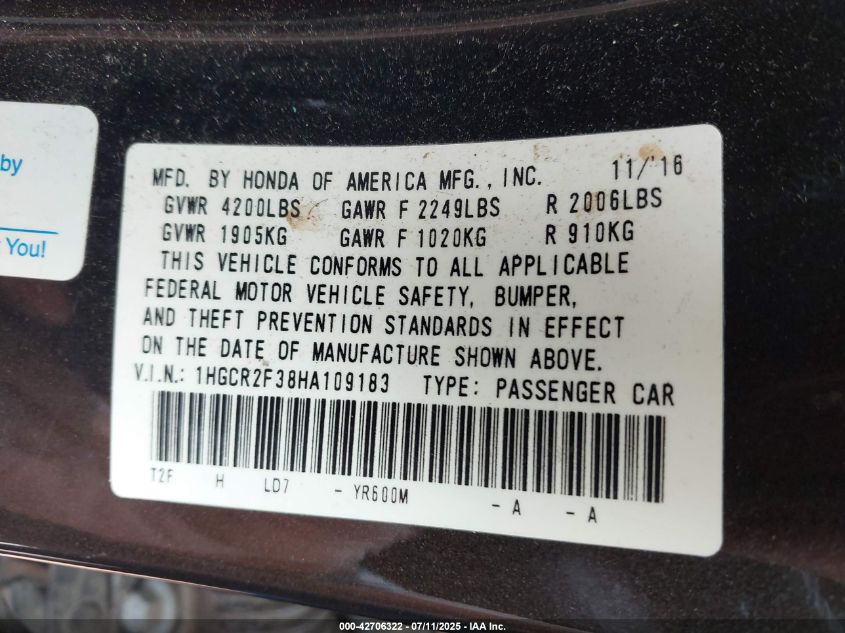 by
You!
MFD. BY HONDA OF AMERICA MFG., INC. 11/'16
GVWR 4200LBS GAWR F 2249LBS R 2006LBS
GVWR 1905KG GAWR F 1020KG R 910KG
THIS VEHICLE CONFORMS TO ALL APPLICABLE
FEDERAL MOTOR VEHICLE SAFETY, BUMPER,
AND THEFT PREVENTION STANDARDS IN EFFECT
ON THE DATE OF MANUFACTURE SHOWN ABOVE.
V.I.N.: 1HGCR2F38HA109183 TYPE: PASSENGER CAR
T2F H LD7 - YR600M - A - A
000-42706322 - 07/11/2025 - IAA Inc.